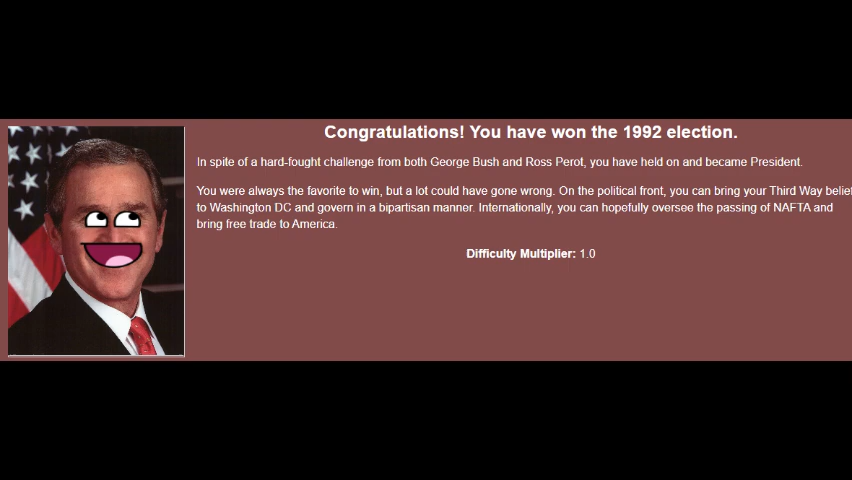 Congratulations! You have won the 1992 election.
In spite of a hard-fought challenge from both George Bush and Ross Perot, you have held on and became President.
You were always the favorite to win, but a lot could have gone wrong. On the political front, you can bring your Third Way belief
to Washington DC and govern in a bipartisan manner. Internationally, you can hopefully oversee the passing of NAFTA and
bring free trade to America.
Difficulty Multiplier: 1.0